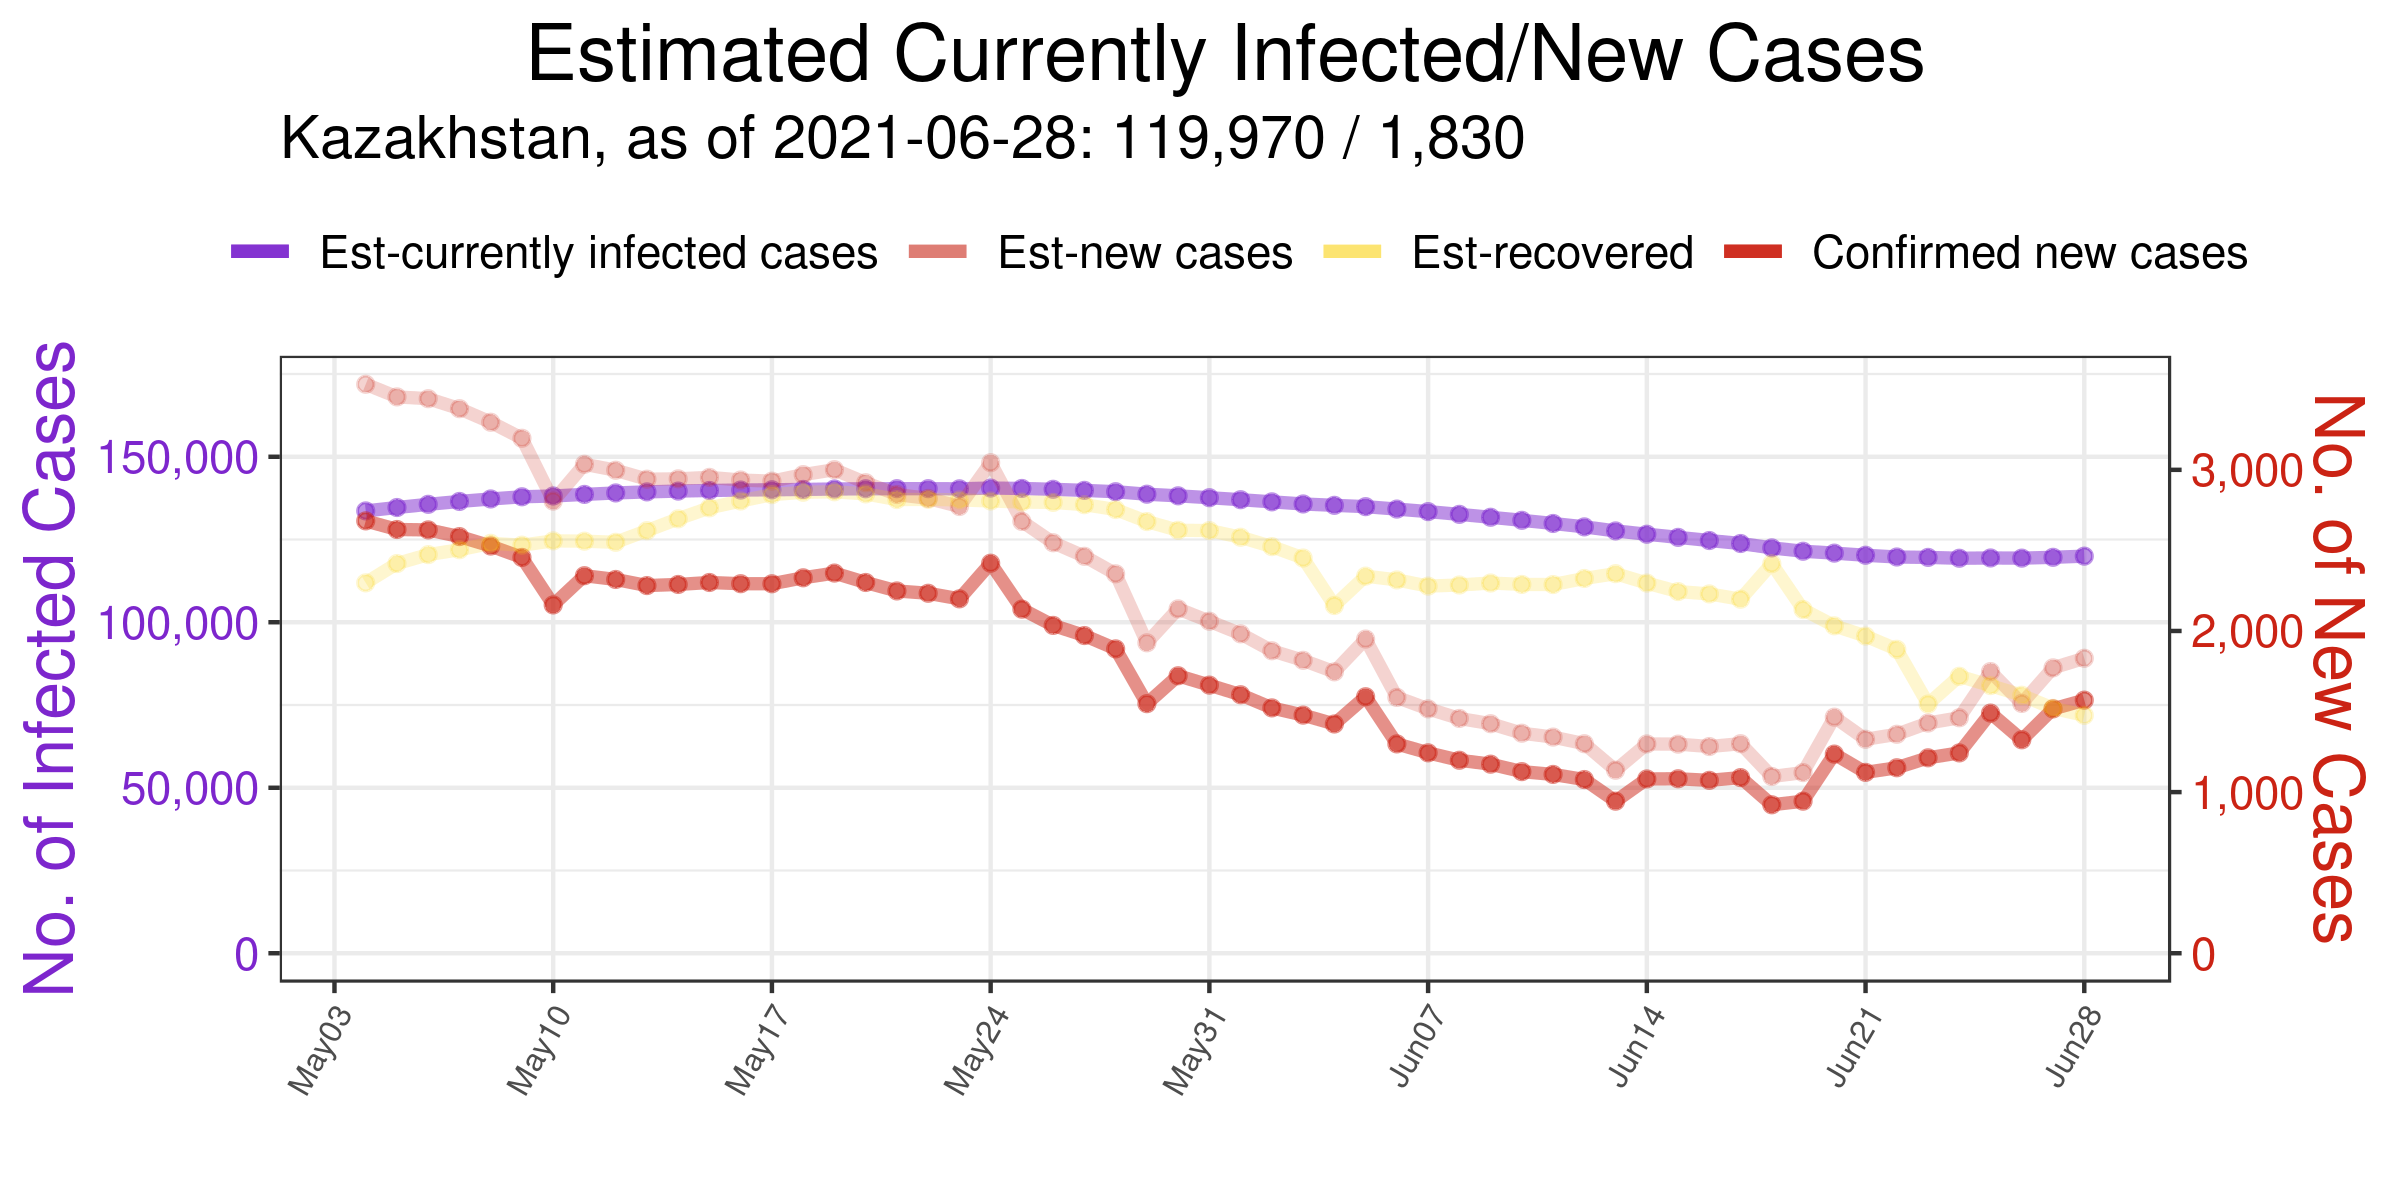 Estimated Currently Infected/New Cases
Kazakhstan, as of 2021-06-28: 119,970 / 1,830
Est-currently infected cases Est-new cases Est-recovered Confirmed new cases
No. of Infected Cases
150,000
100,000
50,000
0
3,000
2,000
1,000
0
No. of New Cases
May03 May10 May17 May24 May31 Jun07 Jun14 Jun21 Jun28